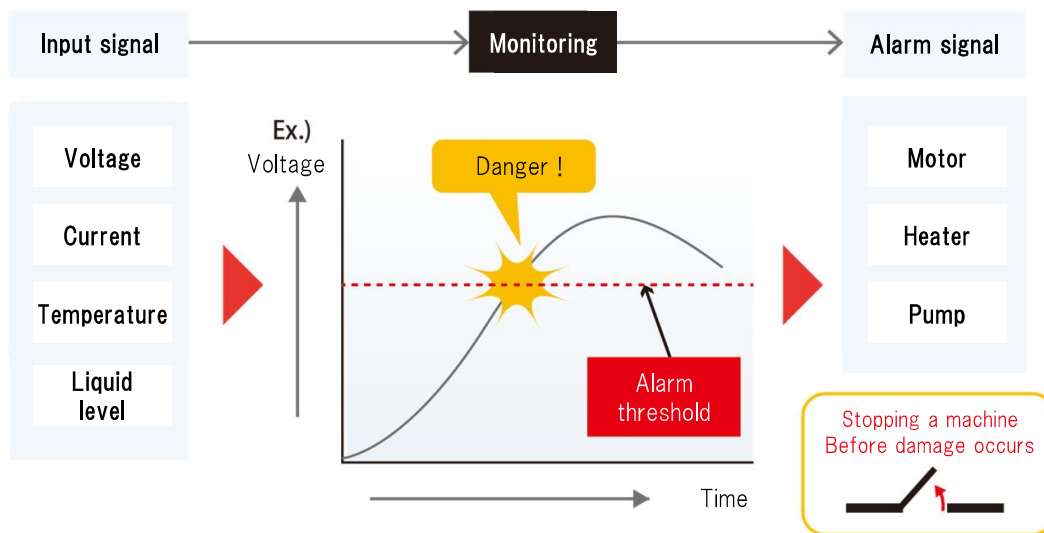 Input signal
Monitoring
Alarm signal
Voltage
Current
Temperature
Liquid
level
Ex.)
Voltage
Danger !
Alarm
threshold
Time
Motor
Heater
Pump
Stopping a machine
Before damage occurs